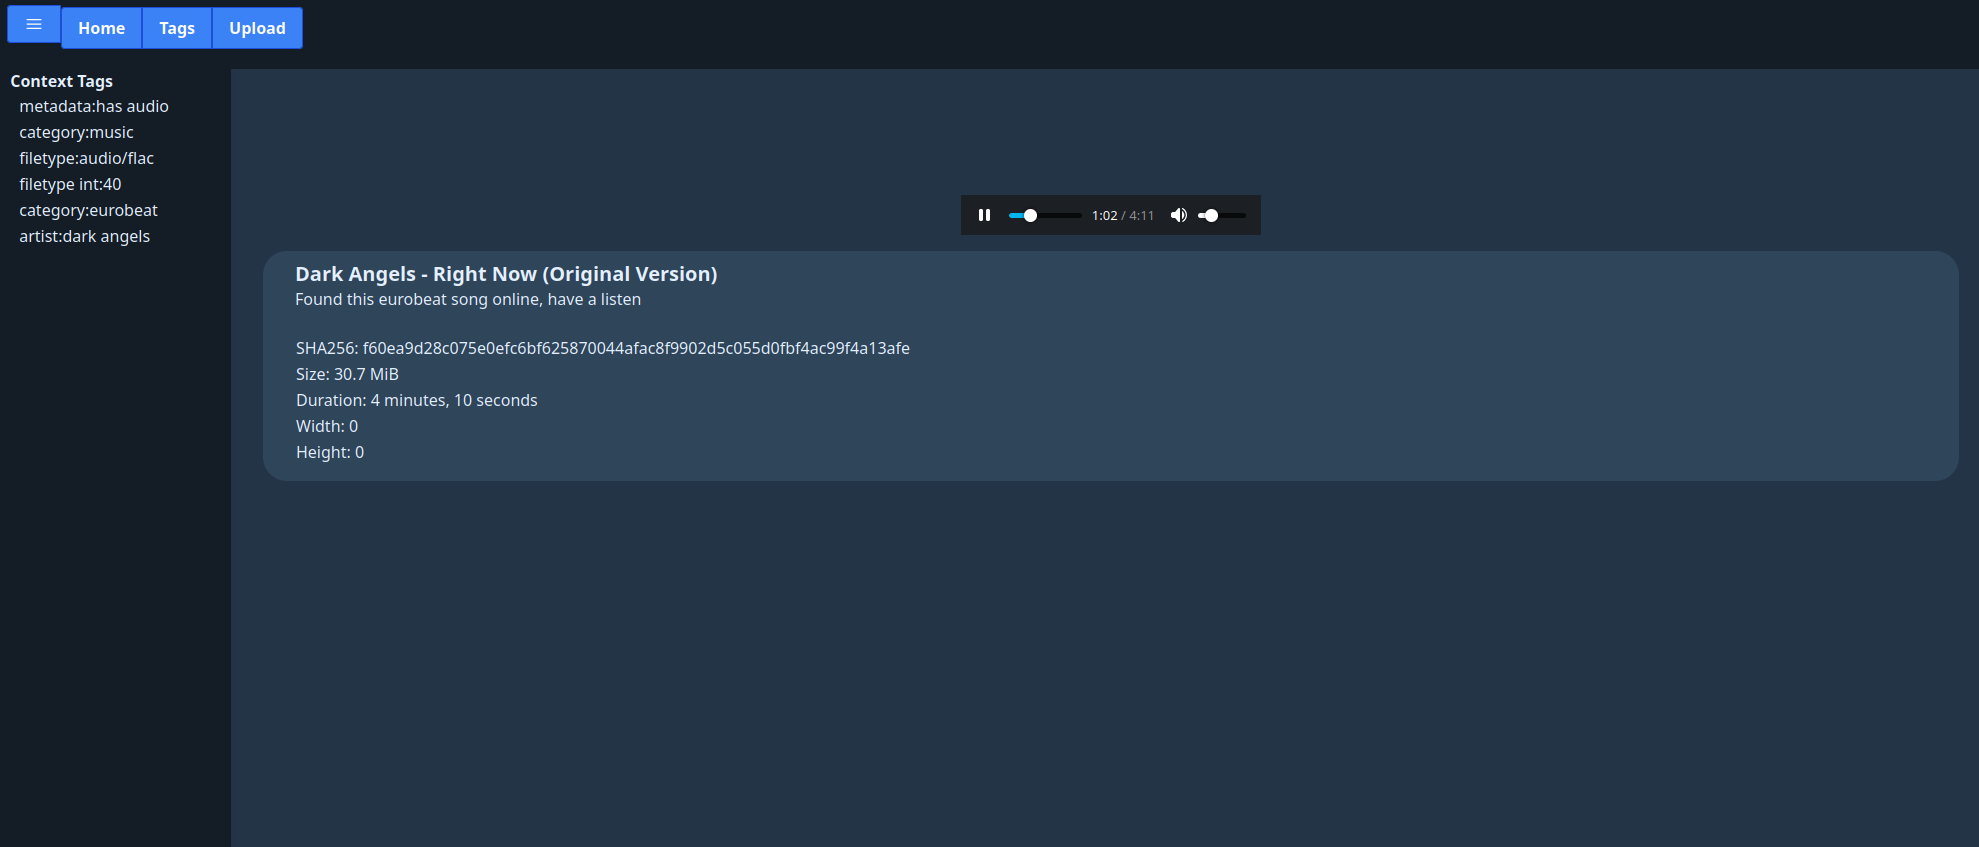 Home Tags Upload
Context Tags
metadata:has audio
category:music
filetype:audio/flac
filetype int:40
category:eurobeat
artist:dark angels
1:02 / 4:11
Dark Angels - Right Now (Original Version)
Found this eurobeat song online, have a listen
SHA256: f60ea9d28c075e0efc6bf625870044afac8f9902d5c055d0fbf4ac99f4a13afe
Size: 30.7 MiB
Duration: 4 minutes, 10 seconds
Width: 0
Height: 0